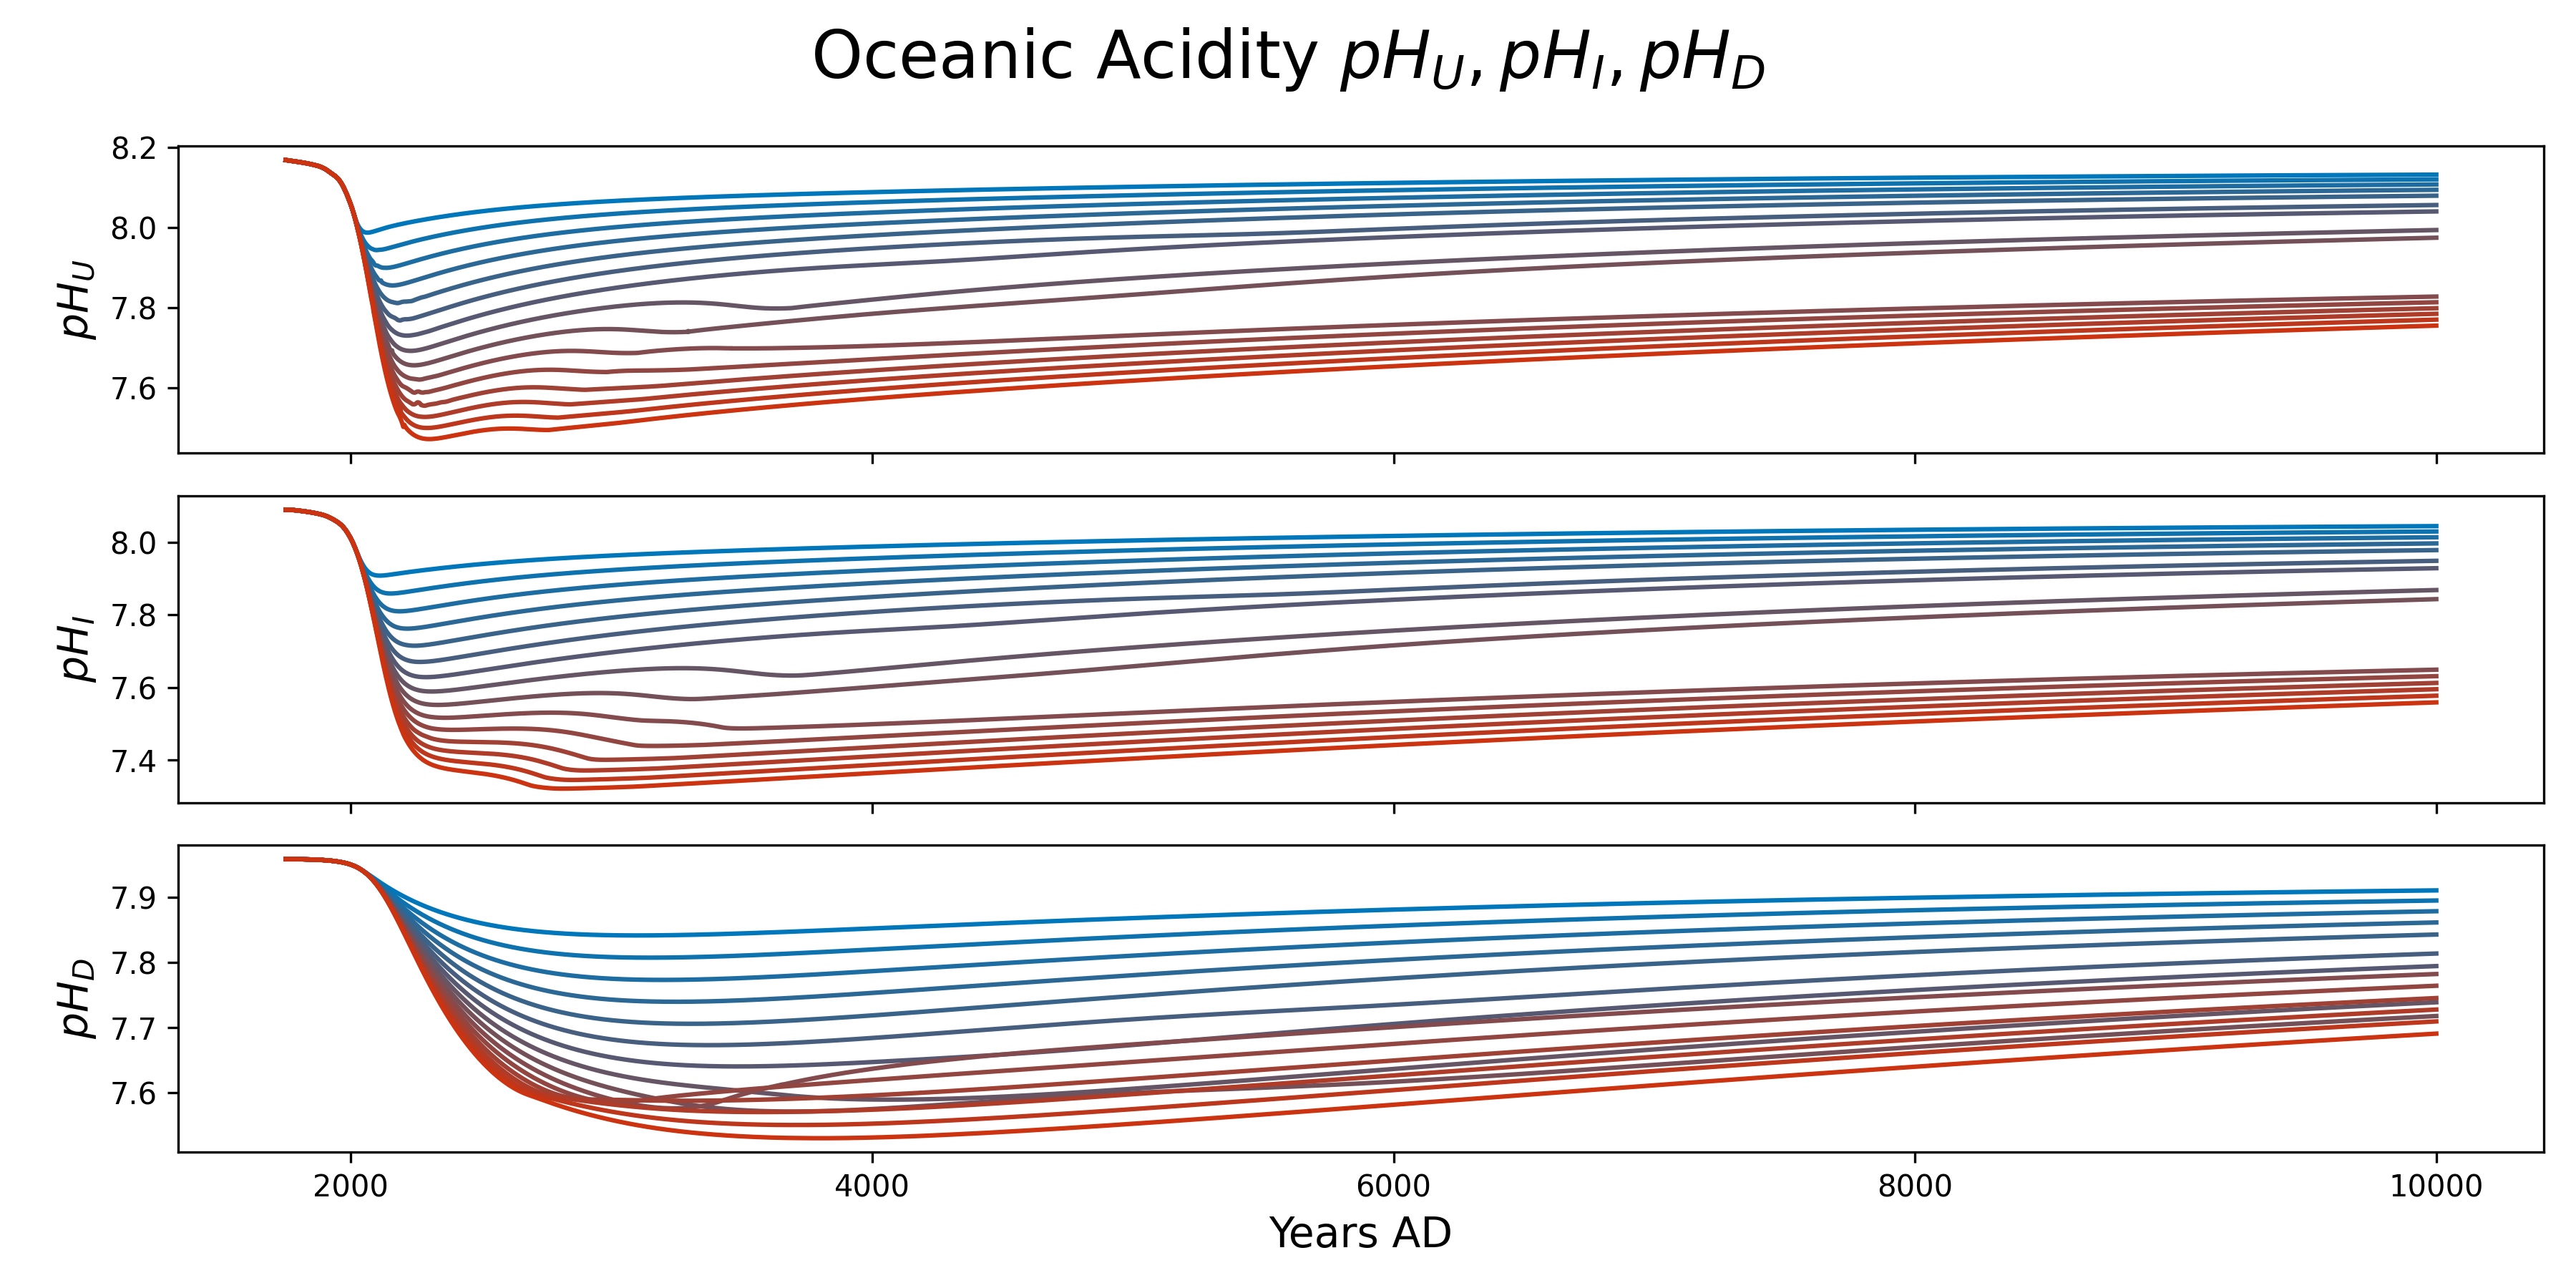 Oceanic Acidity pH_U, pH_I, pH_D
8.2
8.0
7.8
7.6
pH_U
8.0
7.8
7.6
7.4
pH_I
7.9
7.8
7.7
7.6
pH_D
2000 4000 6000 8000 10000
Years AD